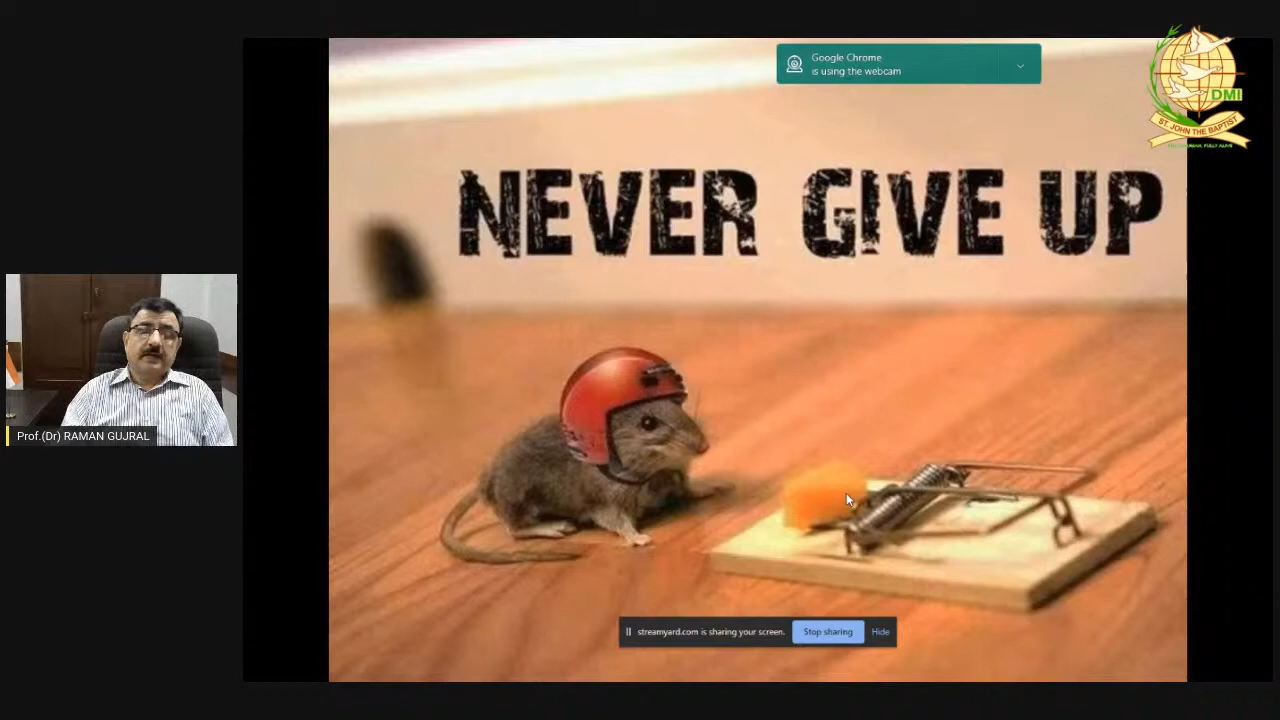 Google Chrome
is using the webcam
DMI
ST. JOHN THE BAPTIST
NEVER GIVE UP
Prof.(Dr) RAMAN GUJRAL
streamyard.com is sharing your screen.
Stop sharing
Hide